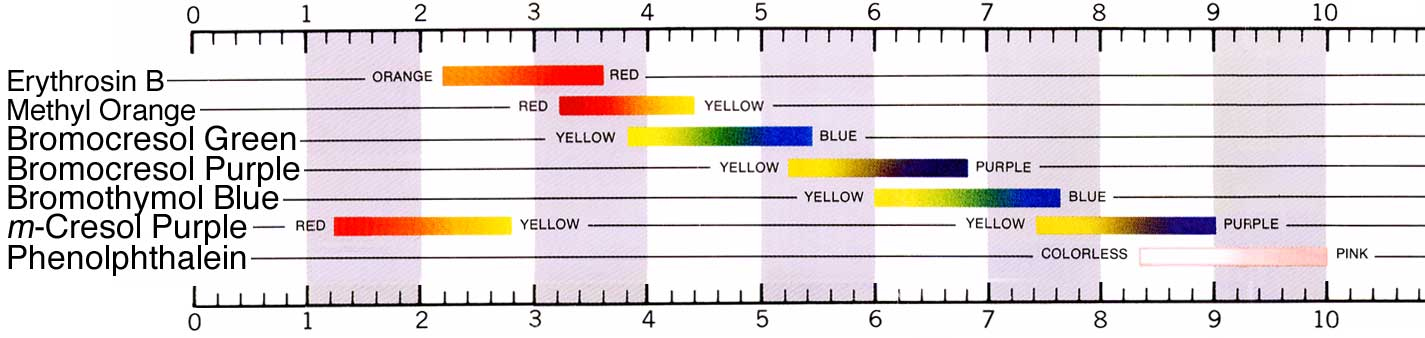 0 1 2 3 4 5 6 7 8 9 10
Erythrosin B ORANGE RED
Methyl Orange RED YELLOW
Bromocresol Green YELLOW BLUE
Bromocresol Purple YELLOW PURPLE
Bromothymol Blue YELLOW BLUE
m-Cresol Purple RED YELLOW YELLOW PURPLE
Phenolphthalein COLORLESS PINK
0 1 2 3 4 5 6 7 8 9 10